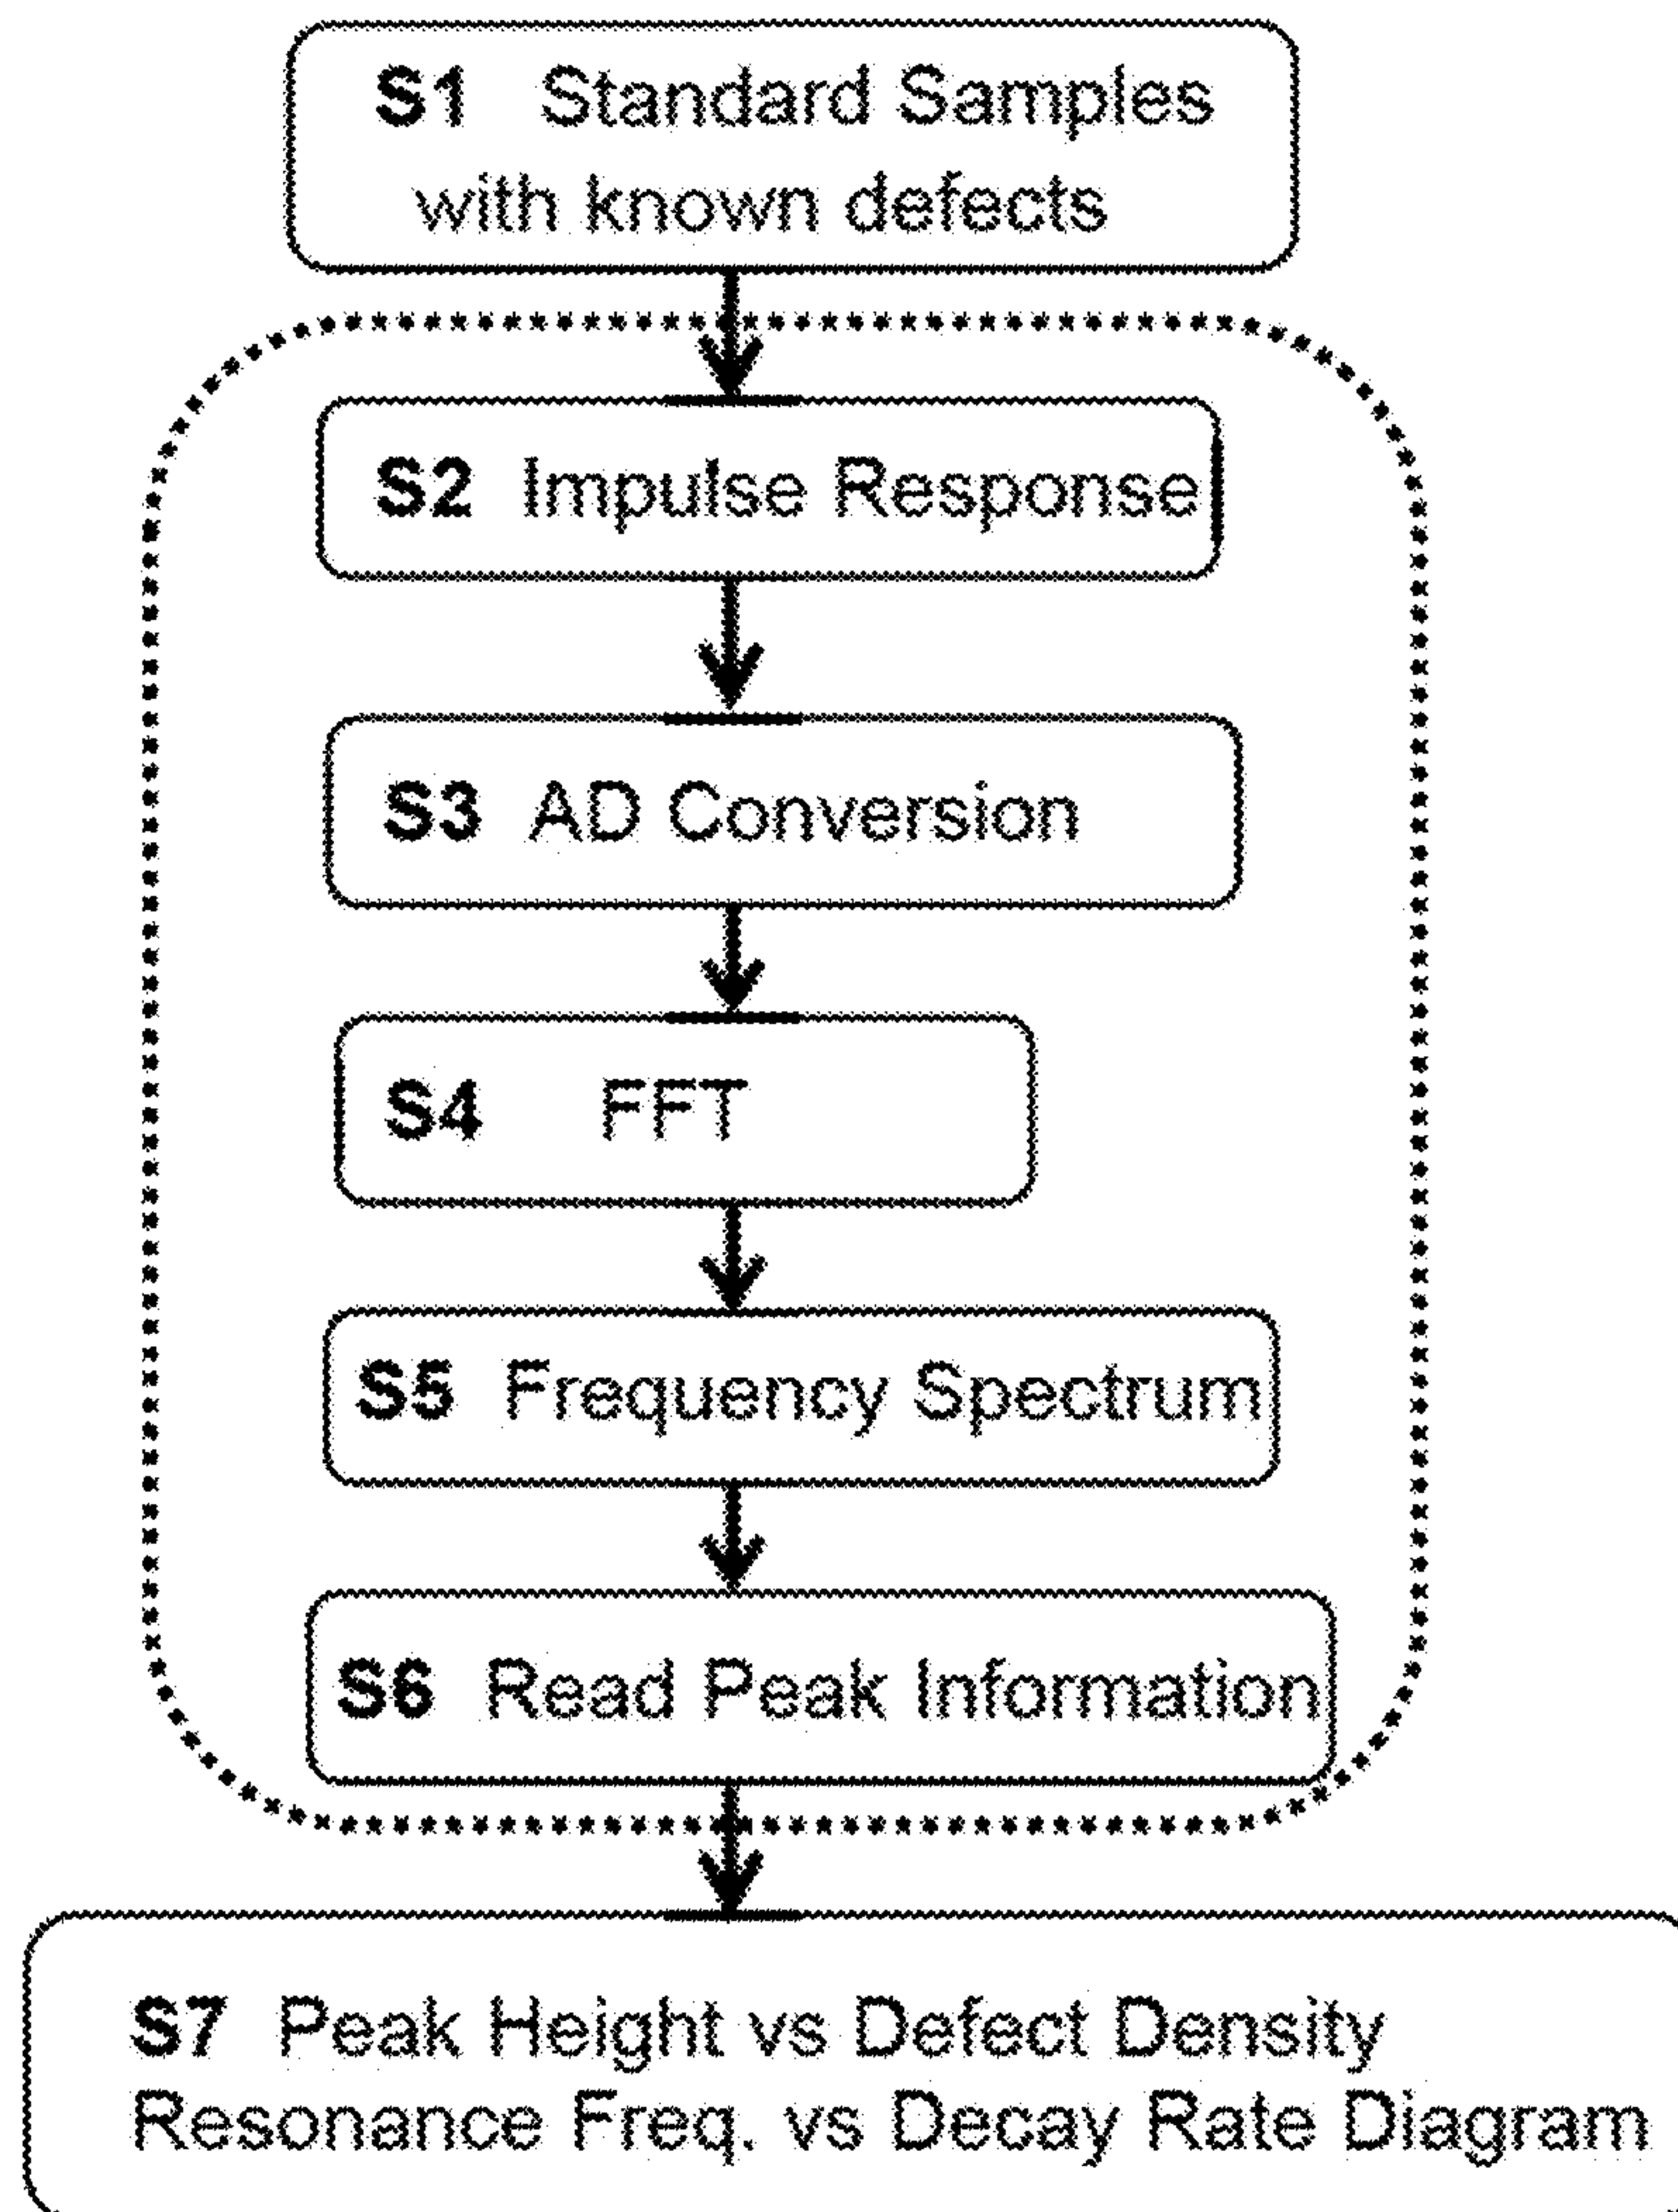 S1 Standard Samples
with known defects
S2 Impulse Response
S3 AD Conversion
S4 FFT
S5 Frequency Spectrum
S6 Read Peak Information
S7 Peak Height vs Defect Density
Resonance Freq. vs Decay Rate Diagram